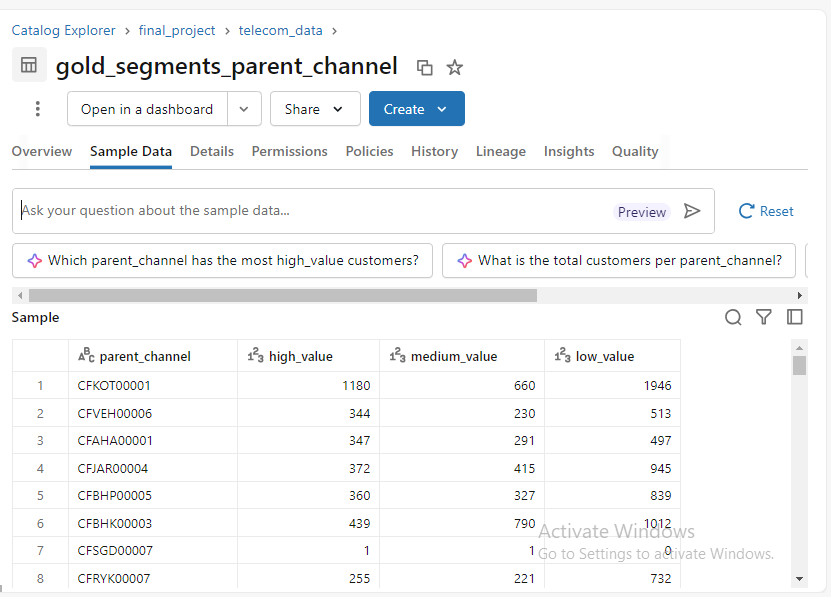 Catalog Explorer > final_project > telecom_data >
gold_segments_parent_channel
Open in a dashboard Share Create
Overview Sample Data Details Permissions Policies History Lineage Insights Quality
Ask your question about the sample data... Preview Reset
Which parent_channel has the most high_value customers? What is the total customers per parent_channel?
Sample
ABC parent_channel 123 high_value 123 medium_value 123 low_value
1 CFKOT00001 1180 660 1946
2 CFVEH00006 344 230 513
3 CFAHA00001 347 291 497
4 CFJAR00004 372 415 945
5 CFBHP00005 360 327 839
6 CFBHK00003 439 790 1012
Activate Windows
7 CFSGD00007 1 1 0
Go to Settings to activate Windows.
8 CFRYK00007 255 221 732